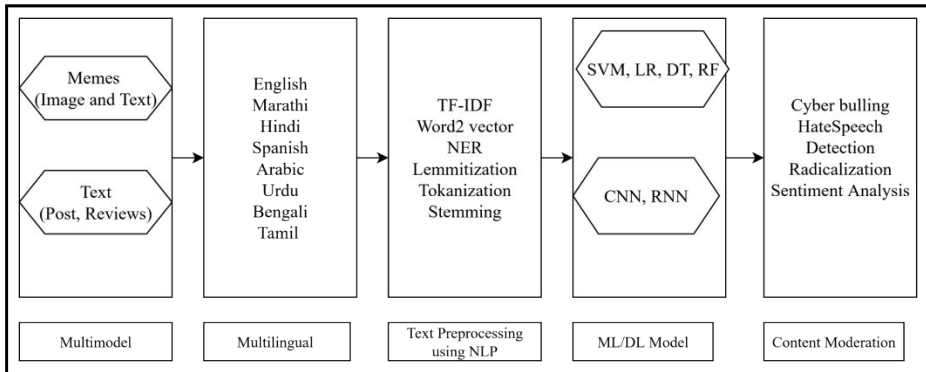 Memes
(Image and Text)
Text
(Post, Reviews)
English
Marathi
Hindi
Spanish
Arabic
Urdu
Bengali
Tamil
TF-IDF
Word2 vector
NER
Lemmitization
Tokanization
Stemming
SVM, LR, DT, RF
CNN, RNN
Cyber bulling
HateSpeech
Detection
Radicalization
Sentiment Analysis
Multimodel
Multilingual
Text Preprocessing
using NLP
ML/DL Model
Content Moderation